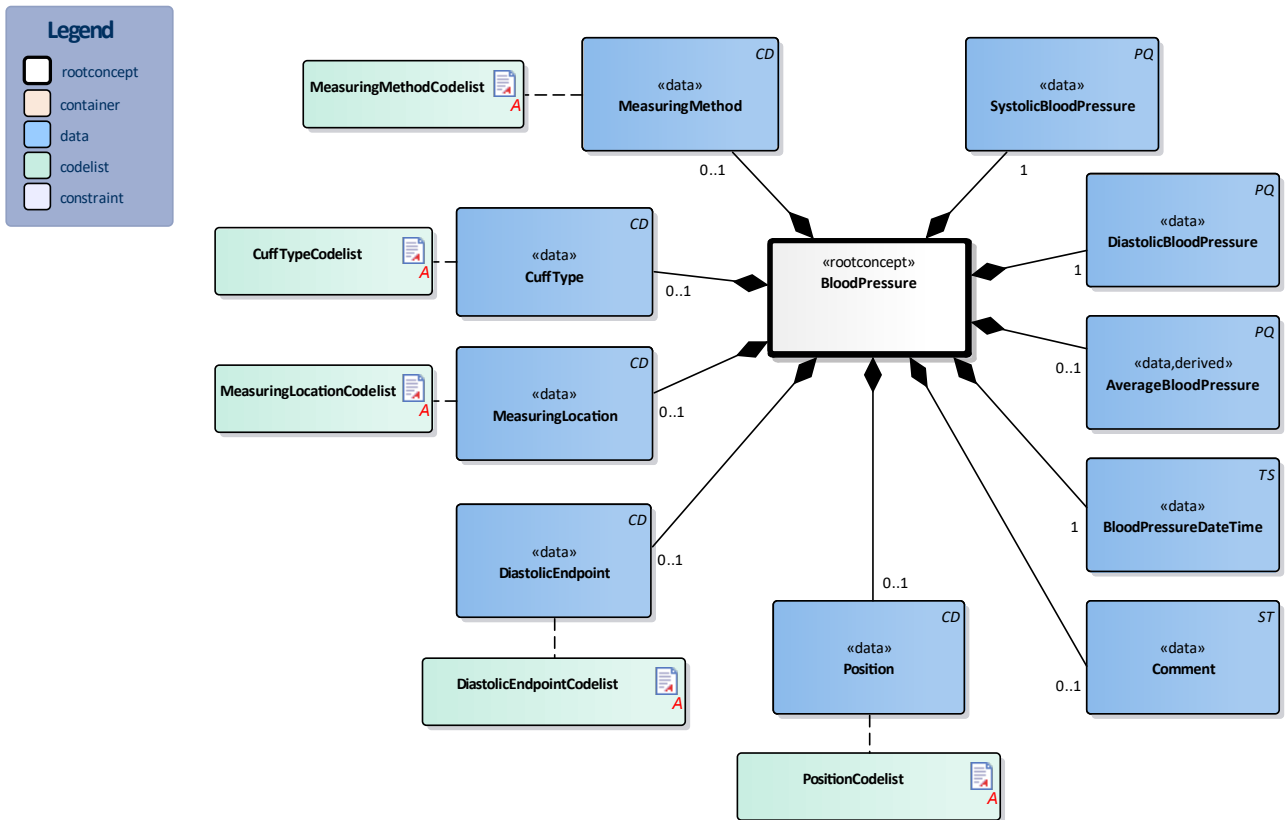 Legend
rootconcept
container
data
codelist
constraint
MeasuringMethodCodelist
A
CD
«data»
MeasuringMethod
0..1
PQ
«data»
SystolicBloodPressure
1
CuffTypeCodelist
A
CD
«data»
CuffType
0..1
«rootconcept»
BloodPressure
PQ
«data»
DiastolicBloodPressure
1
MeasuringLocationCodelist
A
CD
«data»
MeasuringLocation
0..1
PQ
«data,derived»
AverageBloodPressure
0..1
CD
«data»
DiastolicEndpoint
0..1
TS
«data»
BloodPressureDateTime
1
DiastolicEndpointCodelist
A
0..1
CD
«data»
Position
ST
«data»
Comment
0..1
PositionCodelist
A